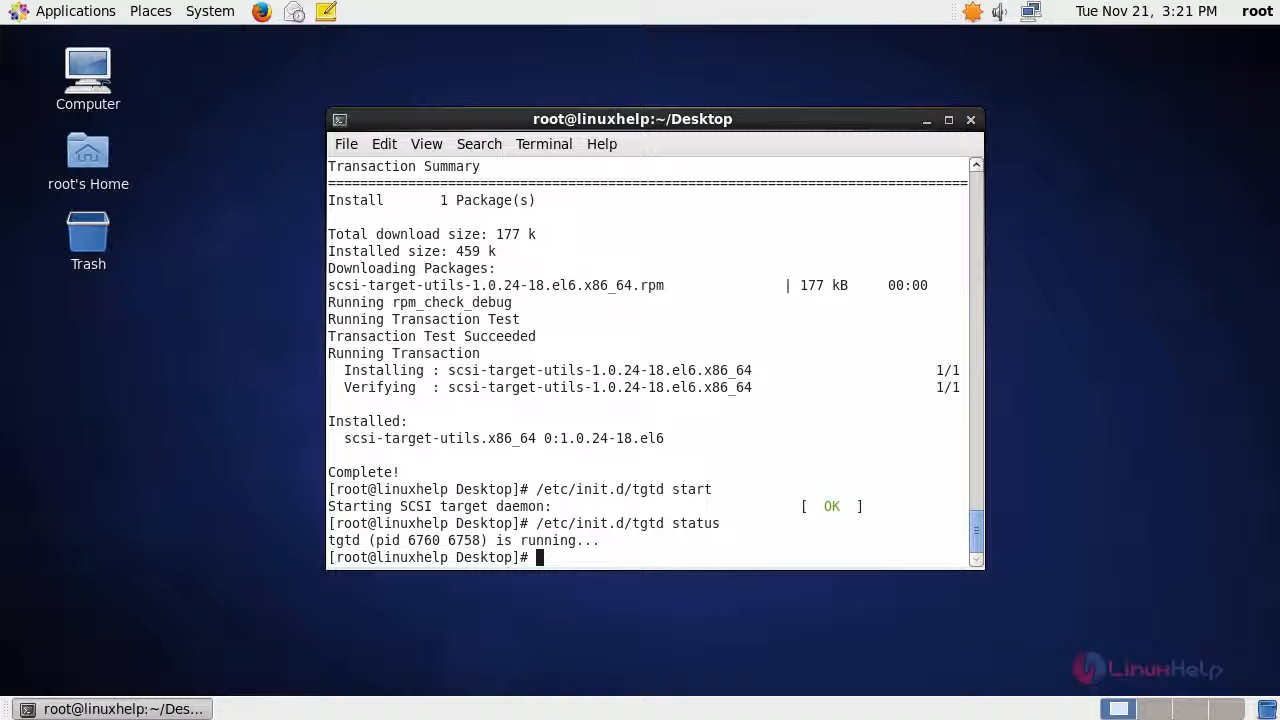 Applications Places System Tue Nov 21, 3:21 PM root
Computer
root's Home
Trash
root@linuxhelp:~/Desktop
File Edit View Search Terminal Help
Transaction Summary
================================================================================
Install       1 Package(s)
Total download size: 177 k
Installed size: 459 k
Downloading Packages:
scsi-target-utils-1.0.24-18.el6.x86_64.rpm               | 177 kB     00:00
Running rpm_check_debug
Running Transaction Test
Transaction Test Succeeded
Running Transaction
  Installing : scsi-target-utils-1.0.24-18.el6.x86_64                       1/1
  Verifying  : scsi-target-utils-1.0.24-18.el6.x86_64                       1/1
Installed:
  scsi-target-utils.x86_64 0:1.0.24-18.el6
Complete!
[root@linuxhelp Desktop]# /etc/init.d/tgtd start
Starting SCSI target daemon:                               [  OK  ]
[root@linuxhelp Desktop]# /etc/init.d/tgtd status
tgtd (pid 6760 6758) is running...
[root@linuxhelp Desktop]#
LinuxHelp
root@linuxhelp:~/Des...